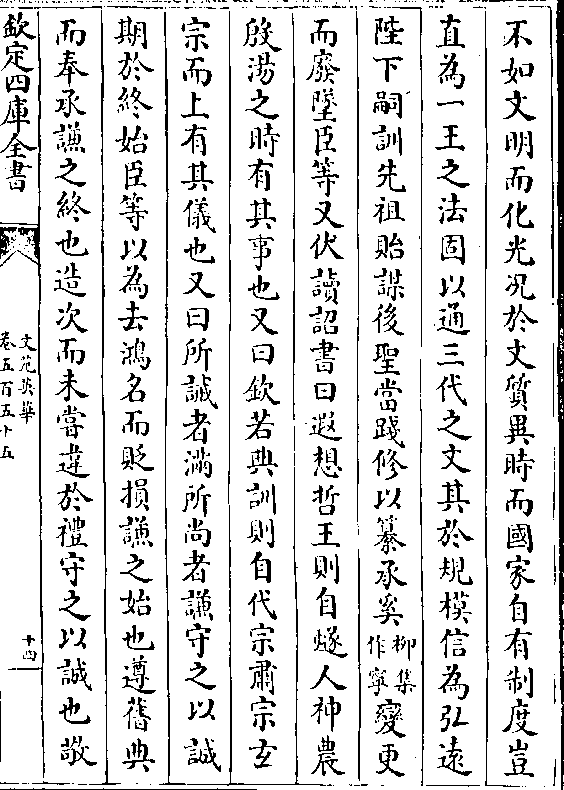 不如文明而化光况於文質異時而國家自有制度豈
直為一王之法固以通三代之文其於規模信為弘遠
陛下嗣訓先祖貽謀後聖當踐修以纂承奚柳集作寧變更
而廢墜臣等又伏讀詔書曰遐想哲王則自燧人神農
殷湯之時有其事也又曰欽若典訓則自代宗肅宗玄
宗而上有其儀也又曰所誠者滿所尚者謙守之以誠
期於終始臣等以為去鴻名而貶損謙之始也遵舊典
而奉承謙之終也造次而未嘗違於禮守之以誠也敬
欽定四庫全書
文苑英華
卷五百五十五
十四